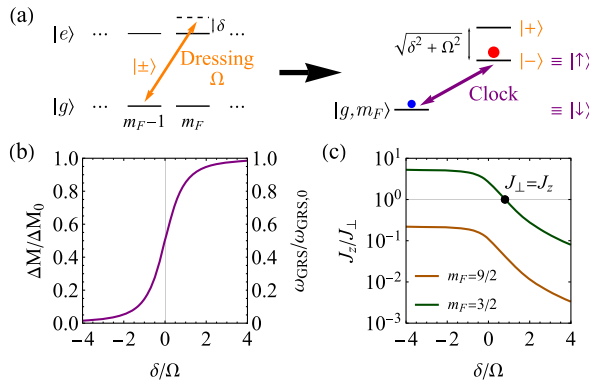 (a)
|e⟩
|δ
...
...
|±⟩
Dressing
Ω
|g⟩
...
...
m_F−1
m_F
√δ² + Ω²
|+⟩
|−⟩ ≡ |↑⟩
Clock
|g, m_F⟩
≡ |↓⟩
(b)
1.0
0.8
0.6
0.4
0.2
0.0
ΔM/ΔM₀
1.0
0.8
0.6
0.4
0.2
0
ω_GRS/ω_GRS,0
−4
−2
0
2
4
δ/Ω
(c)
10¹
10⁰
10⁻¹
10⁻²
10⁻³
J_z/J_⊥
J_⊥=J_z
m_F=9/2
m_F=3/2
−4
−2
0
2
4
δ/Ω